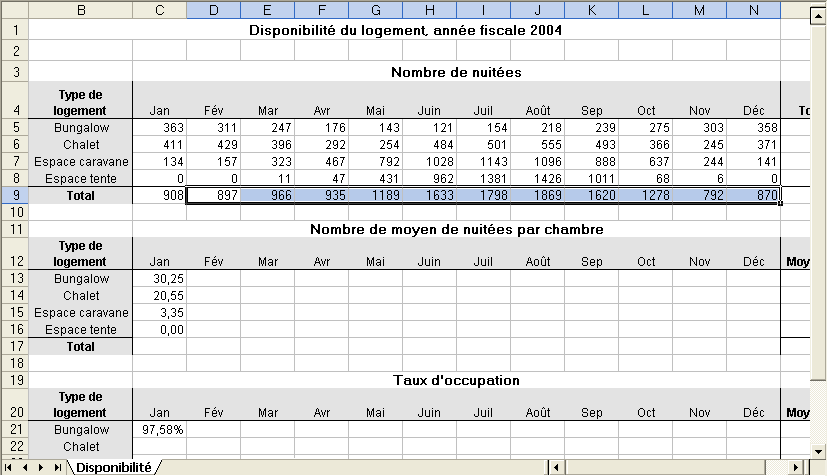 B C D E F G H I J K L M N
1 Disponibilité du logement, année fiscale 2004
2
3 Nombre de nuitées
Type de
4 logement Jan Fév Mar Avr Mai Juin Juil Août Sep Oct Nov Déc To
5 Bungalow 363 311 247 176 143 121 154 218 239 275 303 358
6 Chalet 411 429 396 292 254 484 501 555 493 366 245 371
7 Espace caravane 134 157 323 467 792 1028 1143 1096 888 637 244 141
8 Espace tente 0 0 11 47 431 962 1381 1426 1011 68 6 0
9 Total 908 897 966 935 1189 1633 1798 1869 1620 1278 792 870
10
11 Nombre de moyen de nuitées par chambre
Type de
12 logement Jan Fév Mar Avr Mai Juin Juil Août Sep Oct Nov Déc Moy
13 Bungalow 30,25
14 Chalet 20,55
15 Espace caravane 3,35
16 Espace tente 0,00
17 Total
18
19 Taux d'occupation
Type de
20 logement Jan Fév Mar Avr Mai Juin Juil Août Sep Oct Nov Déc Moy
21 Bungalow 97,58%
22 Chalet
Disponibilité